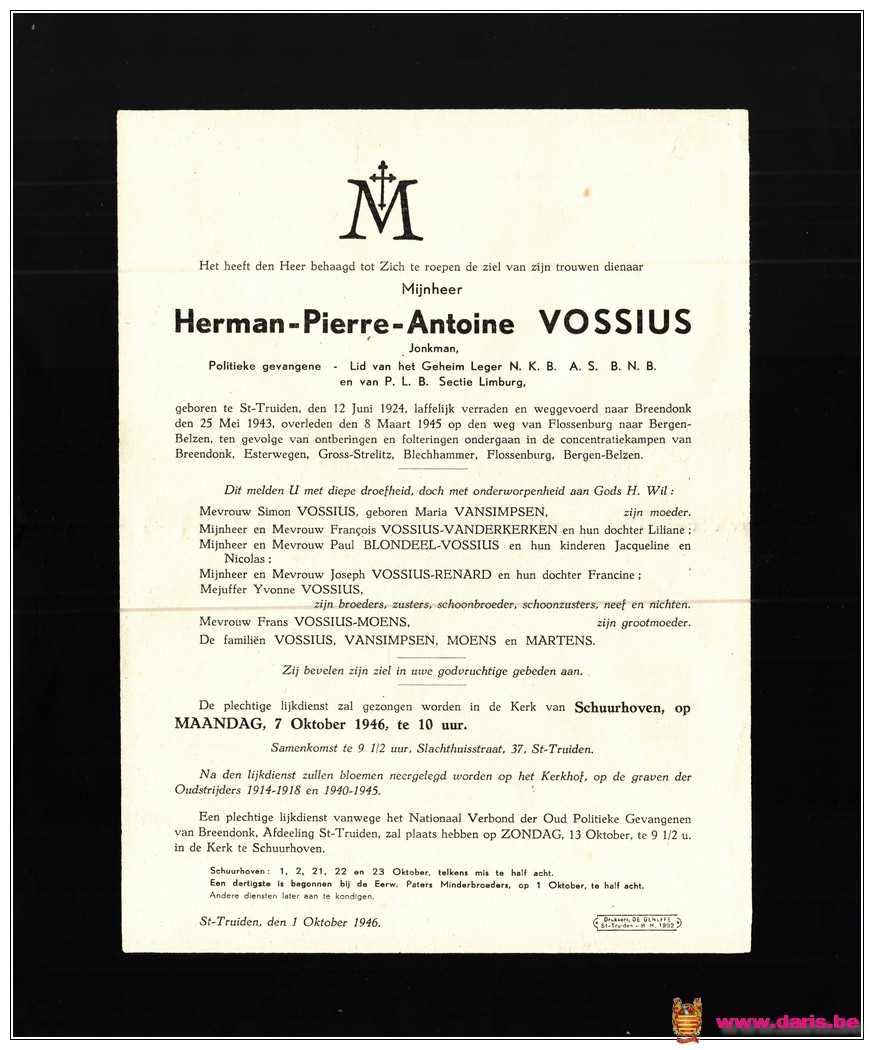 M
Het heeft den Heer behaagd tot Zich te roepen de ziel van zijn trouwen dienaar
Mijnheer
Herman-Pierre-Antoine VOSSIUS
Jonkman,
Politieke gevangene - Lid van het Geheim Leger N. K. B. A. S. B. N. B.
en van P. L. B. Sectie Limburg,
geboren te St-Truiden, den 12 Juni 1924, laffelijk verraden en weggevoerd naar Breendonk
den 25 Mei 1943, overleden den 8 Maart 1945 op den weg van Flossenburg naar Bergen-
Belzen, ten gevolge van ontberingen en folteringen ondergaan in de concentratiekampen van
Breendonk, Esterwegen, Gross-Strelitz, Blechhammer, Flossenburg, Bergen-Belzen.
Dit melden U met diepe droefheid, doch met onderworpenheid aan Gods H. Wil :
Mevrouw Simon VOSSIUS, geboren Maria VANSIMPSEN, zijn moeder.
Mijnheer en Mevrouw François VOSSIUS-VANDERKERKEN en hun dochter Liliane ;
Mijnheer en Mevrouw Paul BLONDEEL-VOSSIUS en hun kinderen Jacqueline en
Nicolas ;
Mijnheer en Mevrouw Joseph VOSSIUS-RENARD en hun dochter Francine ;
Mejuffer Yvonne VOSSIUS,
zijn broeders, zusters, schoonbroeder, schoonzusters, neef en nichten.
Mevrouw Frans VOSSIUS-MOENS, zijn grootmoeder.
De familiën VOSSIUS, VANSIMPSEN, MOENS en MARTENS.
Zij bevelen zijn ziel in uwe godvruchtige gebeden aan.
De plechtige lijkdienst zal gezongen worden in de Kerk van Schuurhoven, op
MAANDAG, 7 Oktober 1946, te 10 uur.
Samenkomst te 9 1/2 uur, Slachthuisstraat, 37, St-Truiden.
Na den lijkdienst zullen bloemen neergelegd worden op het Kerkhof, op de graven der
Oudstrijders 1914-1918 en 1940-1945.
Een plechtige lijkdienst vanwege het Nationaal Verbond der Oud Politieke Gevangenen
van Breendonk, Afdeeling St-Truiden, zal plaats hebben op ZONDAG, 13 Oktober, te 9 1/2 u.
in de Kerk te Schuurhoven.
Schuurhoven : 1, 2, 21, 22 en 23 Oktober, telkens mis te half acht.
Een dertigste is begonnen bij de Eerw. Paters Minderbroeders, op 1 Oktober, te half acht.
Andere diensten later aan te kondigen.
St-Truiden, den 1 Oktober 1946.
Drukkerij DE GENEFFE
St-Truiden - H. H. 1992
www.daris.be